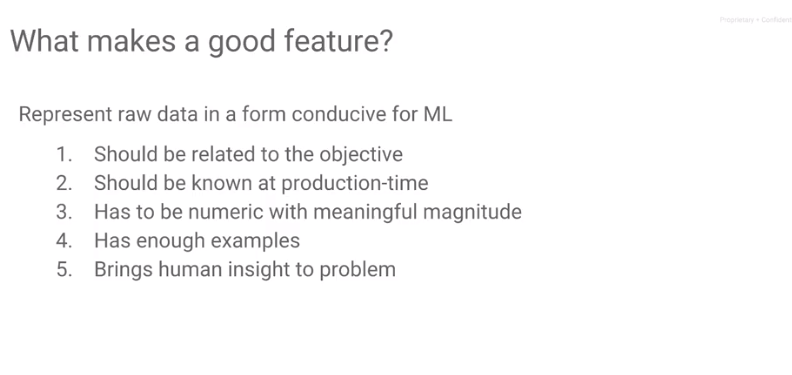 Proprietary + Confidential
What makes a good feature?
Represent raw data in a form conducive for ML
1. Should be related to the objective
2. Should be known at production-time
3. Has to be numeric with meaningful magnitude
4. Has enough examples
5. Brings human insight to problem